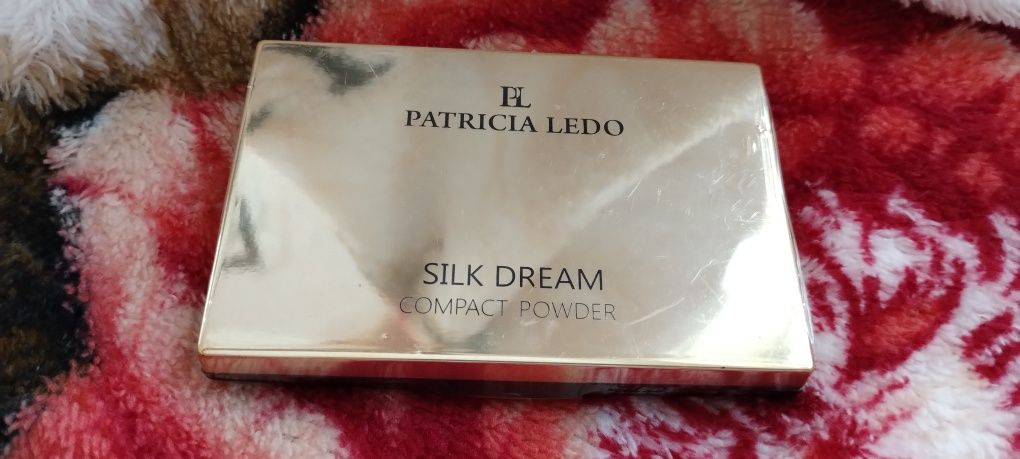 PL
PATRICIA LEDO
SILK DREAM
COMPACT POWDER